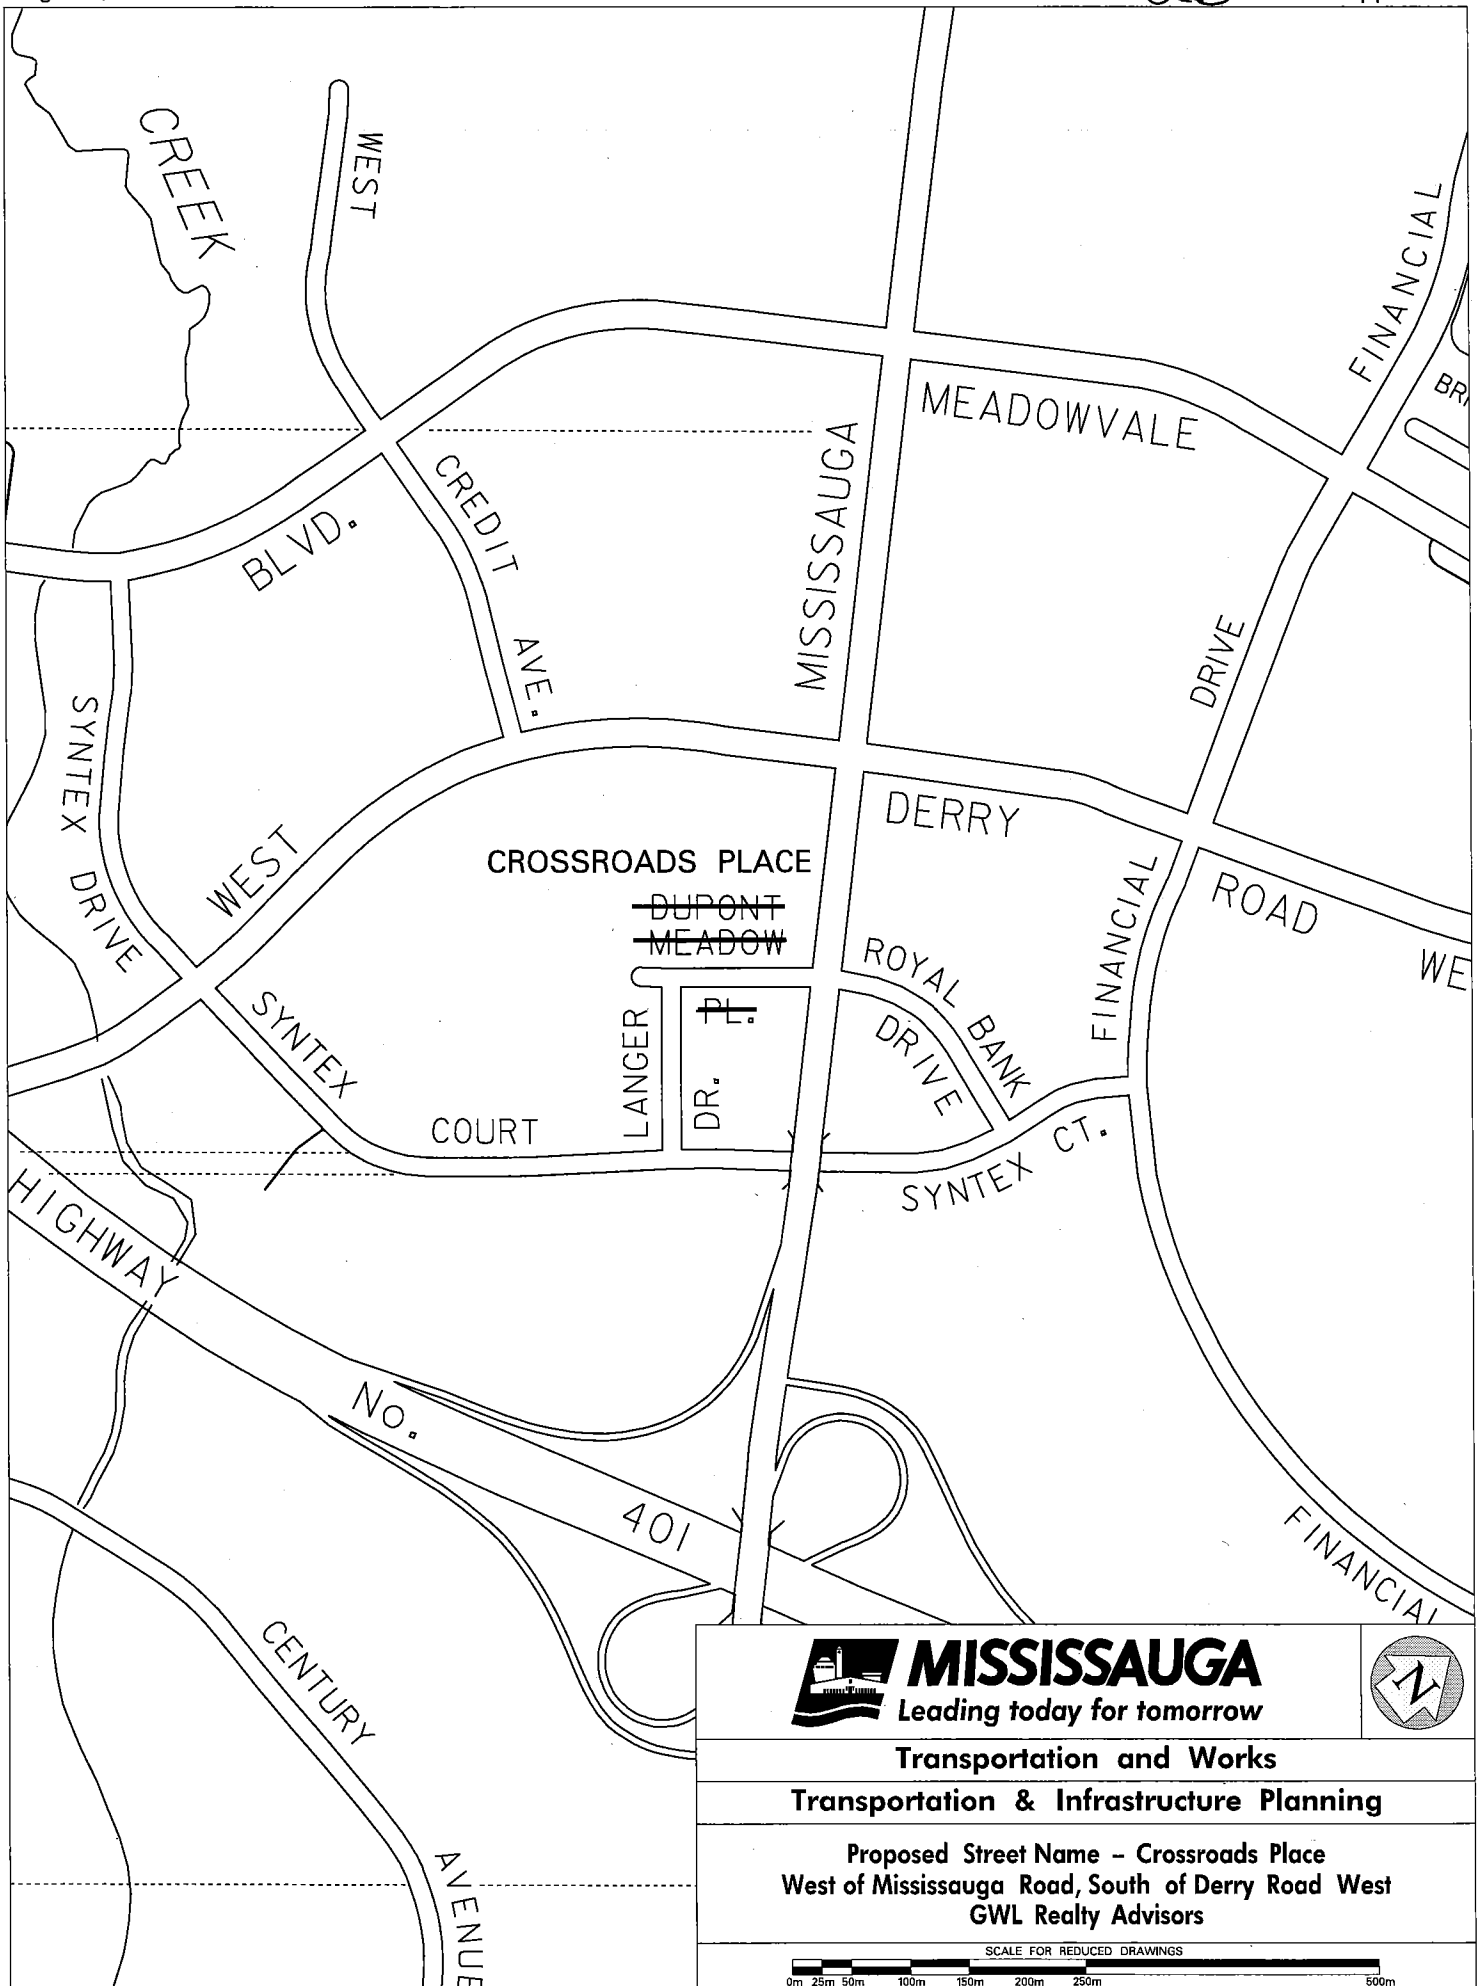 CREEK
WEST
FINANCIAL
MEADOWVALE
MISSISSAUGA
CREDIT
BLVD.
AVE.
DRIVE
SYNTEX
DRIVE
WEST
DERRY
CROSSROADS PLACE
DUPONT
MEADOW
PL.
ROAD
FINANCIAL
ROYAL BANK
DRIVE
SYNTEX
COURT
LANGER
DR.
SYNTEX CT.
HIGHWAY
No.
401
FINANCIAL
CENTURY
AVENUE
MISSISSAUGA
Leading today for tomorrow
N
Transportation and Works
Transportation & Infrastructure Planning
Proposed Street Name – Crossroads Place
West of Mississauga Road, South of Derry Road West
GWL Realty Advisors
SCALE FOR REDUCED DRAWINGS
0m 25m 50m 100m 150m 200m 250m 500m